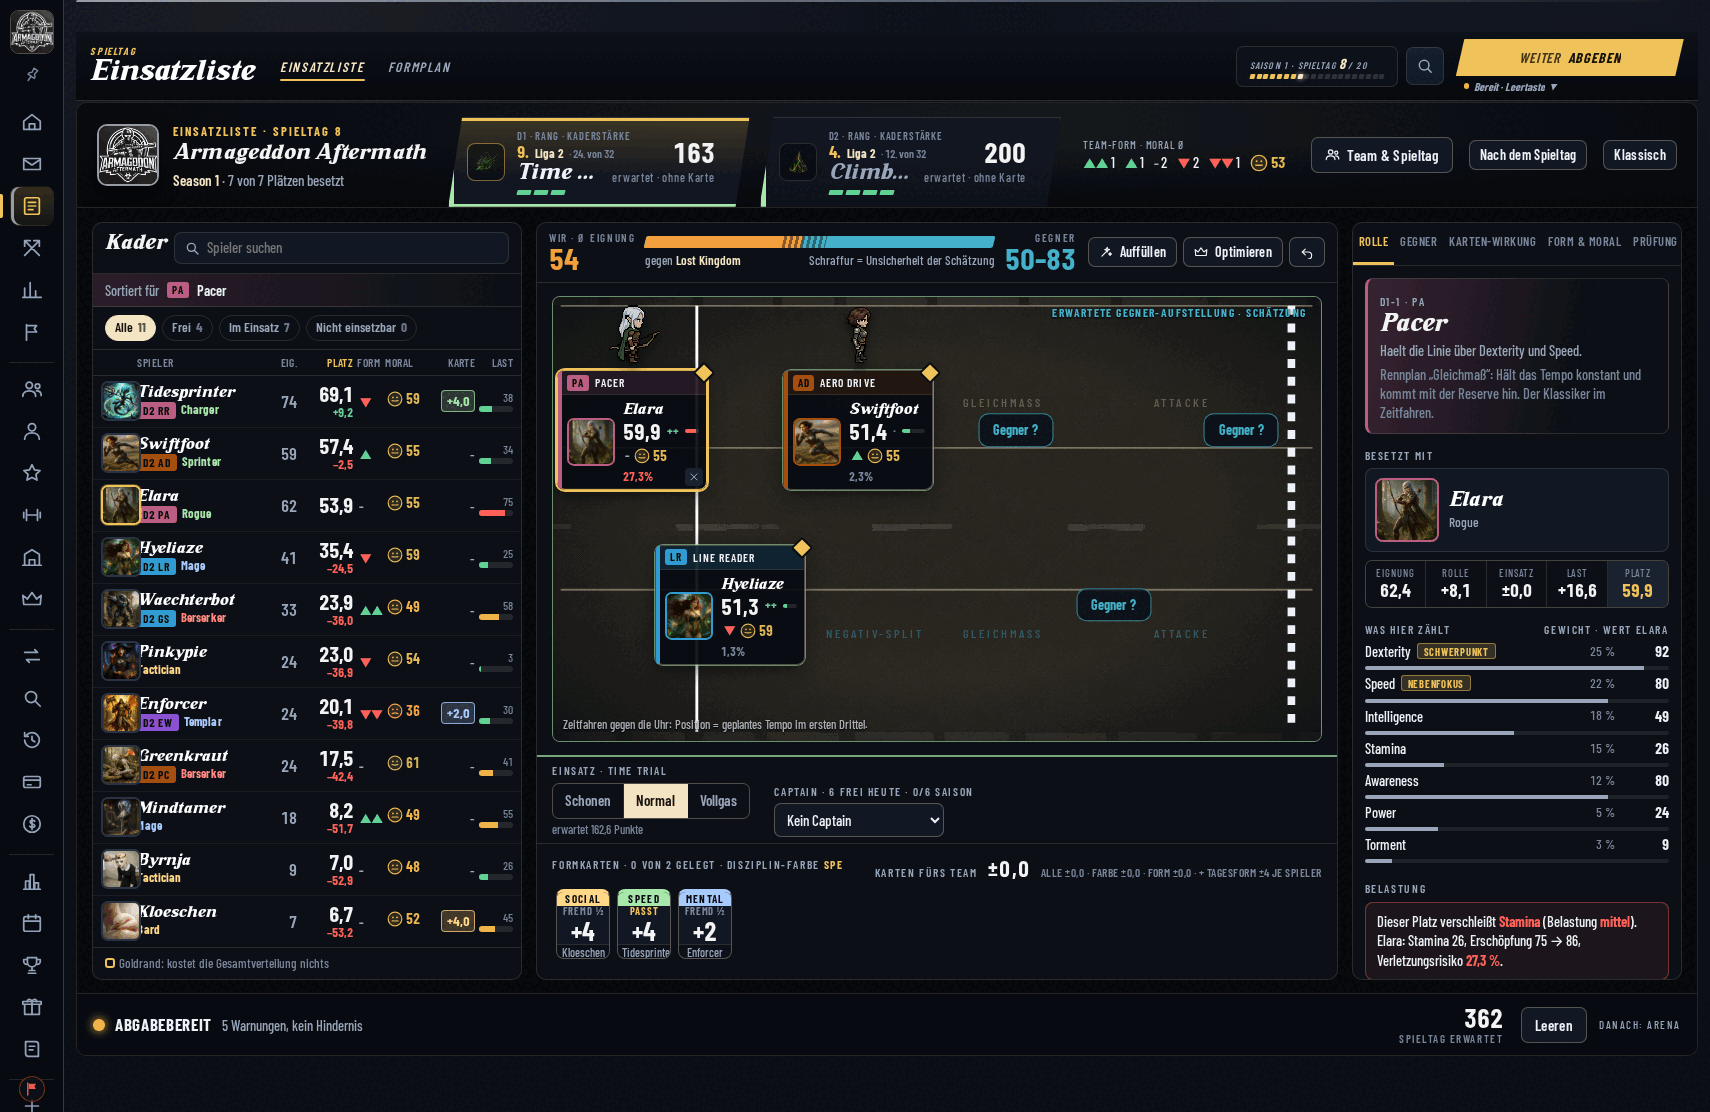 SPIELTAG
Einsatzliste
EINSATZLISTE
FORMPLAN
SAISON 1 · SPIELTAG 8 / 20
WEITER ABGEBEN
Bereit · Leertaste ▼
EINSATZLISTE · SPIELTAG 8
Armageddon Aftermath
Season 1 · 7 von 7 Plätzen besetzt
D1 · RANG · KADERSTÄRKE
9. Liga 2 · 24. von 32
163
Time ...
erwartet · ohne Karte
D2 · RANG · KADERSTÄRKE
4. Liga 2 · 12. von 32
200
Climb...
erwartet · ohne Karte
TEAM-FORM · MORAL Ø
▲▲1 ▲1 -2 ▼2 ▼▼1 53
Team & Spieltag
Nach dem Spieltag
Klassisch
Kader
Spieler suchen
Sortiert für PA Pacer
Alle 11
Frei 4
Im Einsatz 7
Nicht einsetzbar 0
SPIELER EIG. PLATZ FORM MORAL KARTE LAST
Tidesprinter
D2 RR Charger
74 69,1 +9,2 ▼ 59 +4,0 38
Swiftfoot
D2 AD Sprinter
59 57,4 −2,5 ▲ 55 - 34
Elara
D2 PA Rogue
62 53,9 - 55 - 75
Hyeliaze
D2 LR Mage
41 35,4 −24,5 ▼ 59 - 25
Waechterbot
D2 GS Berserker
33 23,9 −36,0 ▲▲ 49 - 58
Pinkypie
Tactician
24 23,0 −36,9 ▼ 54 - 3
Enforcer
D2 EW Templar
24 20,1 −39,8 ▼▼ 36 +2,0 30
Greenkraut
D2 PC Berserker
24 17,5 −42,4 - 61 - 41
Mindtamer
Mage
18 8,2 −51,7 ▲▲ 49 - 55
Byrnja
Tactician
9 7,0 −52,9 - 48 - 26
Kloeschen
Bard
7 6,7 −53,2 - 52 +4,0 45
Goldrand: kostet die Gesamtverteilung nichts
WIR · Ø EIGNUNG
54
gegen Lost Kingdom
Schraffur = Unsicherheit der Schätzung
GEGNER
50–83
Auffüllen
Optimieren
ERWARTETE GEGNER-AUFSTELLUNG · SCHÄTZUNG
PA PACER
Elara
59,9 ++
- 55
27,3%
AD AERO DRIVE
Swiftfoot
51,4 ·
▲ 55
2,3%
GLEICHMASS
ATTACKE
Gegner ?
Gegner ?
LR LINE READER
Hyeliaze
51,3 ++
▼ 59
1,3%
Gegner ?
NEGATIV-SPLIT
GLEICHMASS
ATTACKE
Zeitfahren gegen die Uhr: Position = geplantes Tempo im ersten Drittel.
EINSATZ · TIME TRIAL
Schonen
Normal
Vollgas
erwartet 162,6 Punkte
CAPTAIN · 6 FREI HEUTE · 0/6 SAISON
Kein Captain
FORMKARTEN · 0 VON 2 GELEGT · DISZIPLIN-FARBE SPE
KARTEN FÜRS TEAM ±0,0 ALLE ±0,0 · FARBE ±0,0 · FORM ±0,0 · + TAGESFORM ±4 JE SPIELER
SOCIAL
FREMD ½
+4
Kloeschen
SPEED
PASST
+4
Tidesprinte
MENTAL
FREMD ½
+2
Enforcer
ROLLE
GEGNER
KARTEN-WIRKUNG
FORM & MORAL
PRÜFUNG
D1-1 · PA
Pacer
Haelt die Linie über Dexterity und Speed.
Rennplan „Gleichmaß“: Hält das Tempo konstant und
kommt mit der Reserve hin. Der Klassiker im
Zeitfahren.
BESETZT MIT
Elara
Rogue
EIGNUNG ROLLE EINSATZ LAST PLATZ
62,4 +8,1 ±0,0 +16,6 59,9
WAS HIER ZÄHLT
GEWICHT · WERT ELARA
Dexterity SCHWERPUNKT 25 % 92
Speed NEBENFOKUS 22 % 80
Intelligence 18 % 49
Stamina 15 % 26
Awareness 12 % 80
Power 5 % 24
Torment 3 % 9
BELASTUNG
Dieser Platz verschleißt Stamina (Belastung mittel).
Elara: Stamina 26, Erschöpfung 75 → 86,
Verletzungsrisiko 27,3 %.
ABGABEBEREIT
5 Warnungen, kein Hindernis
362
SPIELTAG ERWARTET
Leeren
DANACH: ARENA